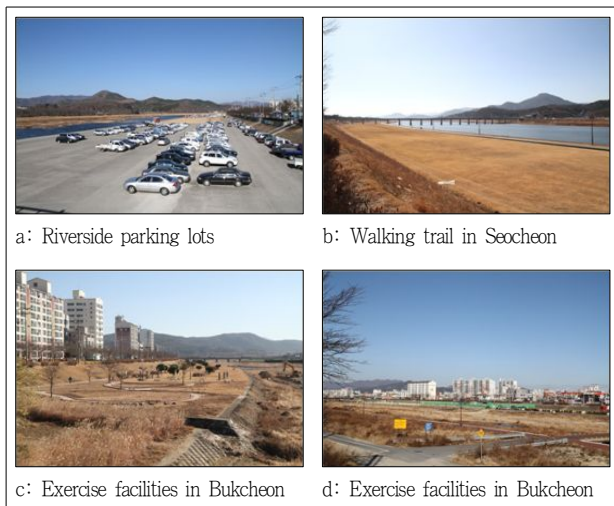 a: Riverside parking lots
b: Walking trail in Seocheon
c: Exercise facilities in Bukcheon
d: Exercise facilities in Bukcheon